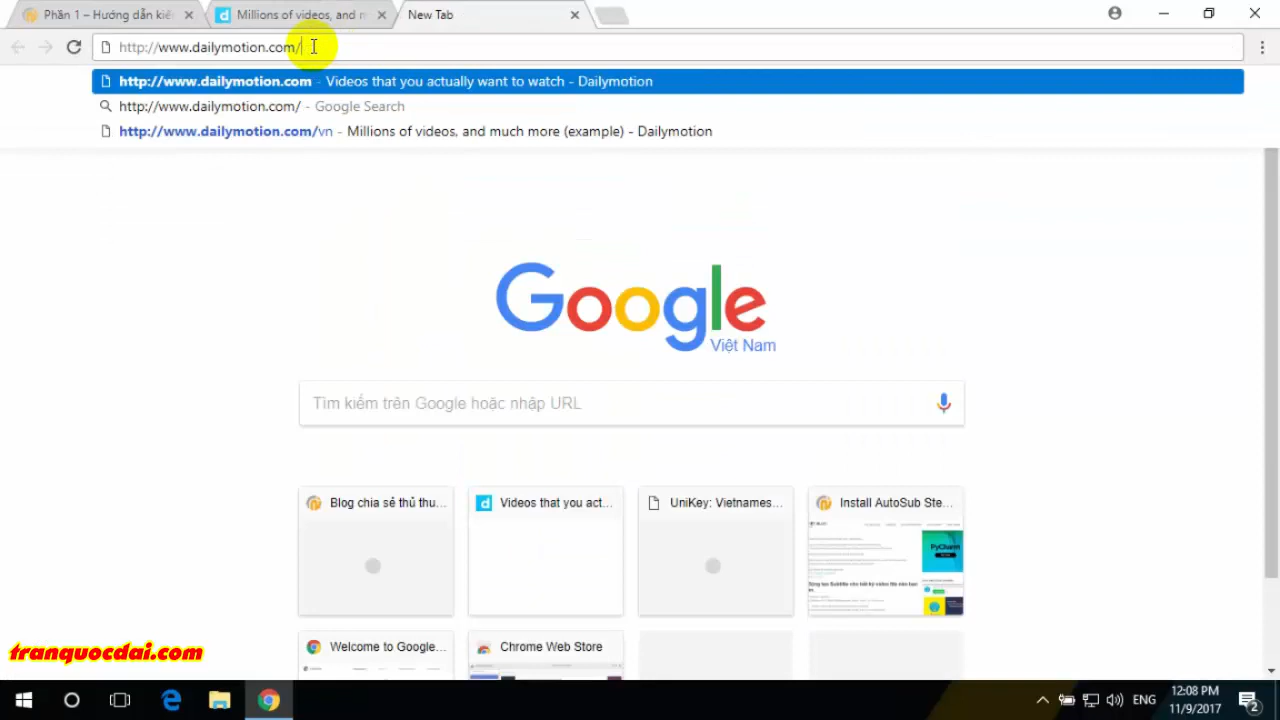 Phần 1 – Hướng dẫn kiế
Millions of videos, and m
New Tab
http://www.dailymotion.com/
http://www.dailymotion.com - Videos that you actually want to watch - Dailymotion
http://www.dailymotion.com/ - Google Search
http://www.dailymotion.com/vn - Millions of videos, and much more (example) - Dailymotion
Google
Việt Nam
Tìm kiếm trên Google hoặc nhập URL
Blog chia sẻ thủ thu...
Videos that you act...
UniKey: Vietnames...
Install AutoSub Ste...
PyCharm
Welcome to Google...
Chrome Web Store
tranquocdai.com
ENG
12:08 PM
11/9/2017
2